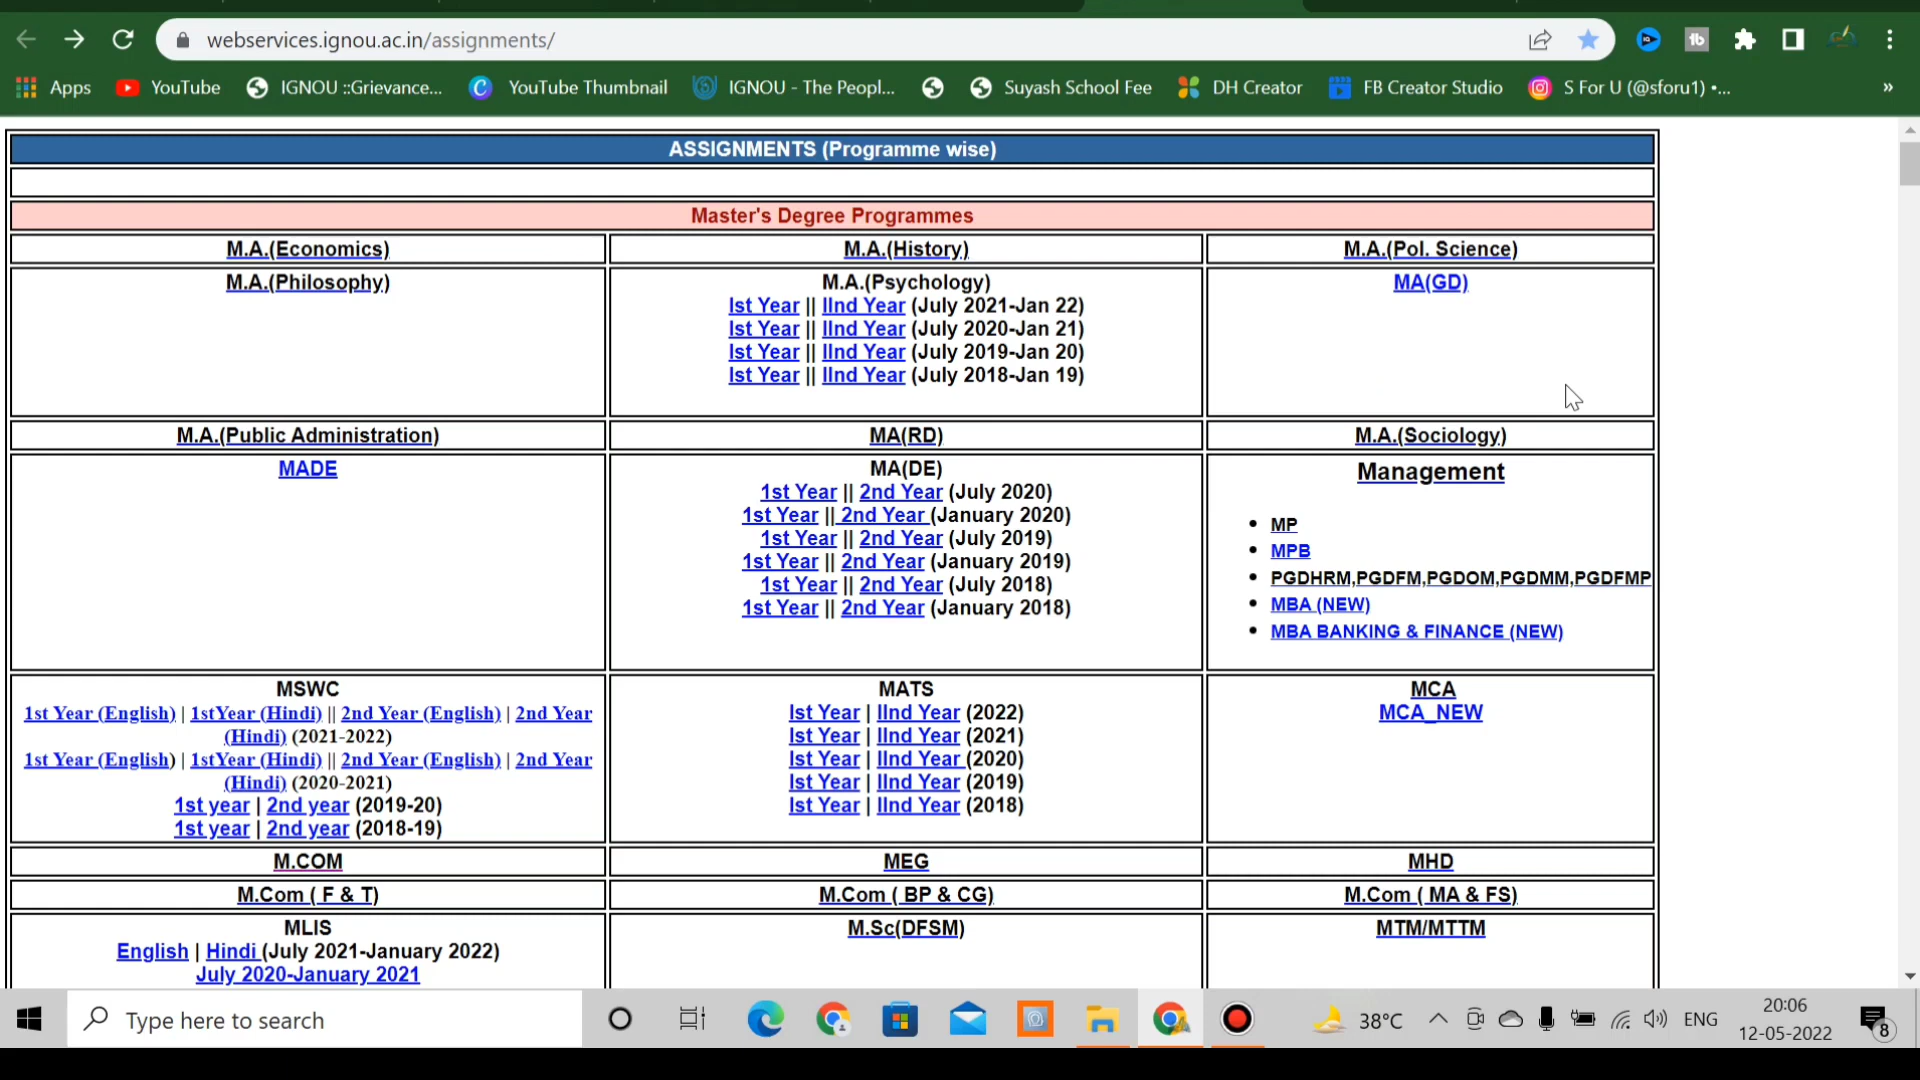 webservices.ignou.ac.in/assignments/
Apps YouTube IGNOU ::Grievance... YouTube Thumbnail IGNOU - The Peopl... Suyash School Fee DH Creator FB Creator Studio S For U (@sforu1) •... »
ASSIGNMENTS (Programme wise)
Master's Degree Programmes
M.A.(Economics) M.A.(History) M.A.(Pol. Science)
M.A.(Philosophy)
M.A.(Psychology)
Ist Year || IInd Year (July 2021-Jan 22)
Ist Year || IInd Year (July 2020-Jan 21)
Ist Year || IInd Year (July 2019-Jan 20)
Ist Year || IInd Year (July 2018-Jan 19)
MA(GD)
M.A.(Public Administration) MA(RD) M.A.(Sociology)
MADE
MA(DE)
1st Year || 2nd Year (July 2020)
1st Year || 2nd Year (January 2020)
1st Year || 2nd Year (July 2019)
1st Year || 2nd Year (January 2019)
1st Year || 2nd Year (July 2018)
1st Year || 2nd Year (January 2018)
Management
• MP
• MPB
• PGDHRM,PGDFM,PGDOM,PGDMM,PGDFMP
• MBA (NEW)
• MBA BANKING & FINANCE (NEW)
MSWC
1st Year (English) | 1stYear (Hindi) || 2nd Year (English) | 2nd Year
(Hindi) (2021-2022)
1st Year (English) | 1stYear (Hindi) || 2nd Year (English) | 2nd Year
(Hindi) (2020-2021)
1st year | 2nd year (2019-20)
1st year | 2nd year (2018-19)
MATS
Ist Year | IInd Year (2022)
Ist Year | IInd Year (2021)
Ist Year | IInd Year (2020)
Ist Year | IInd Year (2019)
Ist Year | IInd Year (2018)
MCA
MCA_NEW
M.COM MEG MHD
M.Com ( F & T) M.Com ( BP & CG) M.Com ( MA & FS)
MLIS
English | Hindi (July 2021-January 2022)
July 2020-January 2021
M.Sc(DFSM)
MTM/MTTM
Type here to search
38°C
ENG
20:06
12-05-2022
8